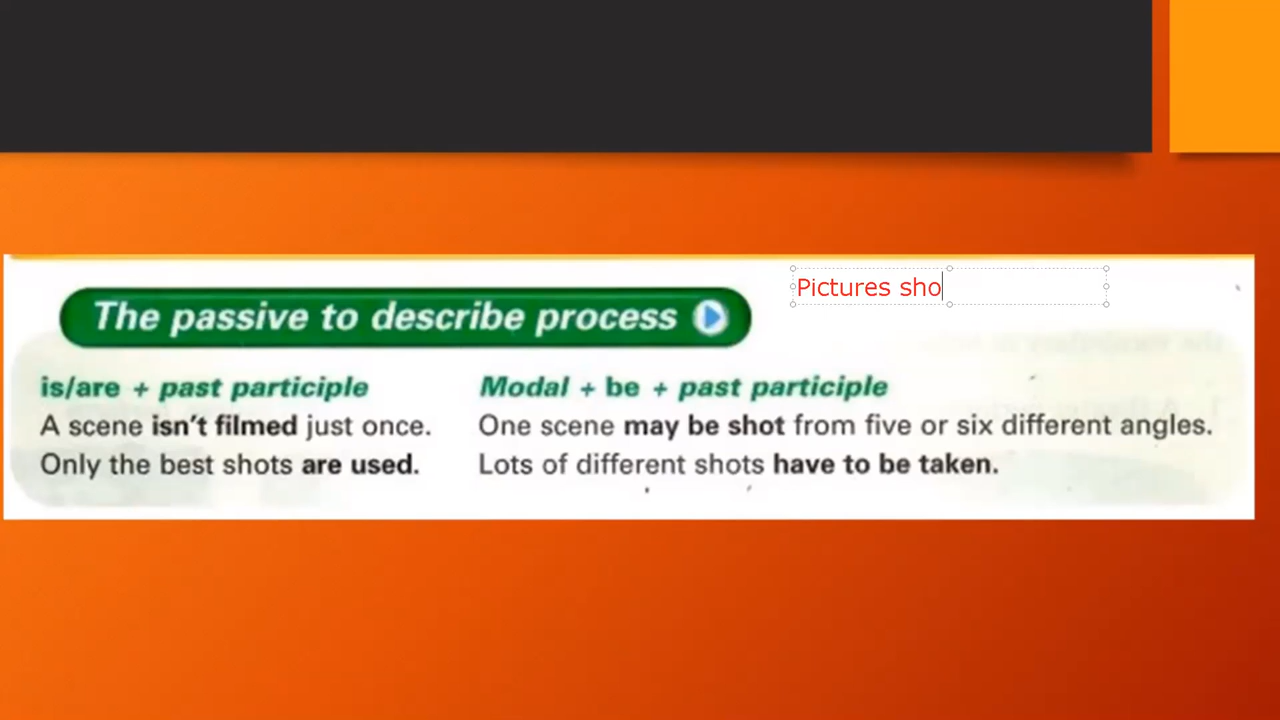 Pictures sho
The passive to describe process
is/are + past participle
A scene isn't filmed just once.
Only the best shots are used.
Modal + be + past participle
One scene may be shot from five or six different angles.
Lots of different shots have to be taken.